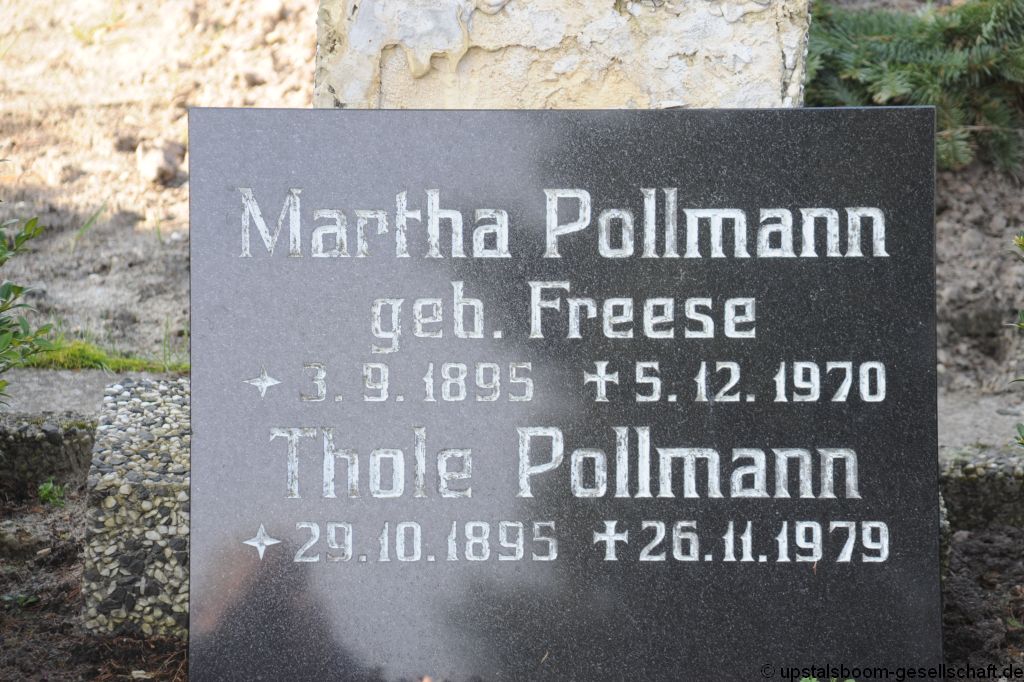 Martha Pollmann
geb. Freese
✦ 3. 9. 1895 ✠ 5. 12. 1970
Thole Pollmann
✦ 29.10.1895 ✠ 26.11.1979
© upstalsboom-gesellschaft.de